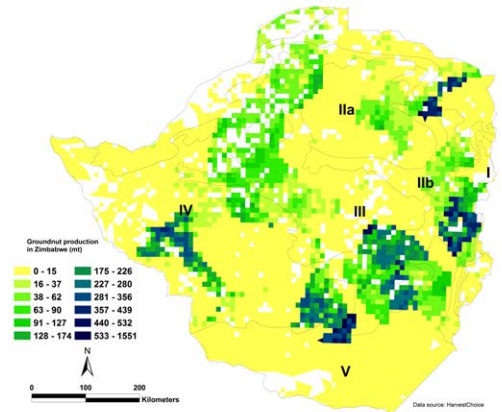 IIa
IIb
I
IV
III
V
Groundnut production
in Zimbabwe (mt)
0 - 15
175 - 226
16 - 37
227 - 280
38 - 62
281 - 356
63 - 90
357 - 439
91 - 127
440 - 532
128 - 174
533 - 1551
N
0 100 200
Kilometers
Data source: HarvestChoice